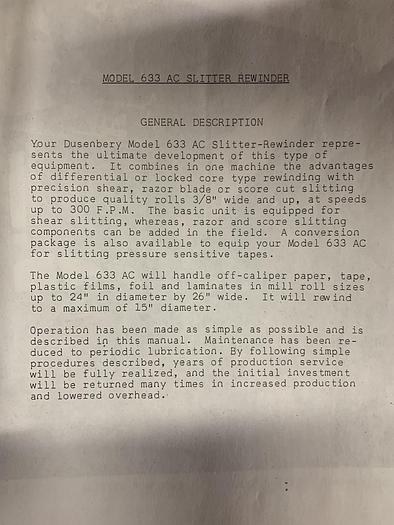 MODEL 633 AC SLITTER REWINDER
GENERAL DESCRIPTION
Your Dusenbery Model 633 AC Slitter-Rewinder repre-
sents the ultimate development of this type of
equipment. It combines in one machine the advantages
of differential or locked core type rewinding with
precision shear, razor blade or score cut slitting
to produce quality rolls 3/8" wide and up, at speeds
up to 300 F.P.M. The basic unit is equipped for
shear slitting, whereas, razor and score slitting
components can be added in the field. A conversion
package is also available to equip your Model 633 AC
for slitting pressure sensitive tapes.
The Model 633 AC will handle off-caliper paper, tape,
plastic films, foil and laminates in mill roll sizes
up to 24" in diameter by 26" wide. It will rewind
to a maximum of 15" diameter.
Operation has been made as simple as possible and is
described in this manual. Maintenance has been re-
duced to periodic lubrication. By following simple
procedures described, years of production service
will be fully realized, and the initial investment
will be returned many times in increased production
and lowered overhead.